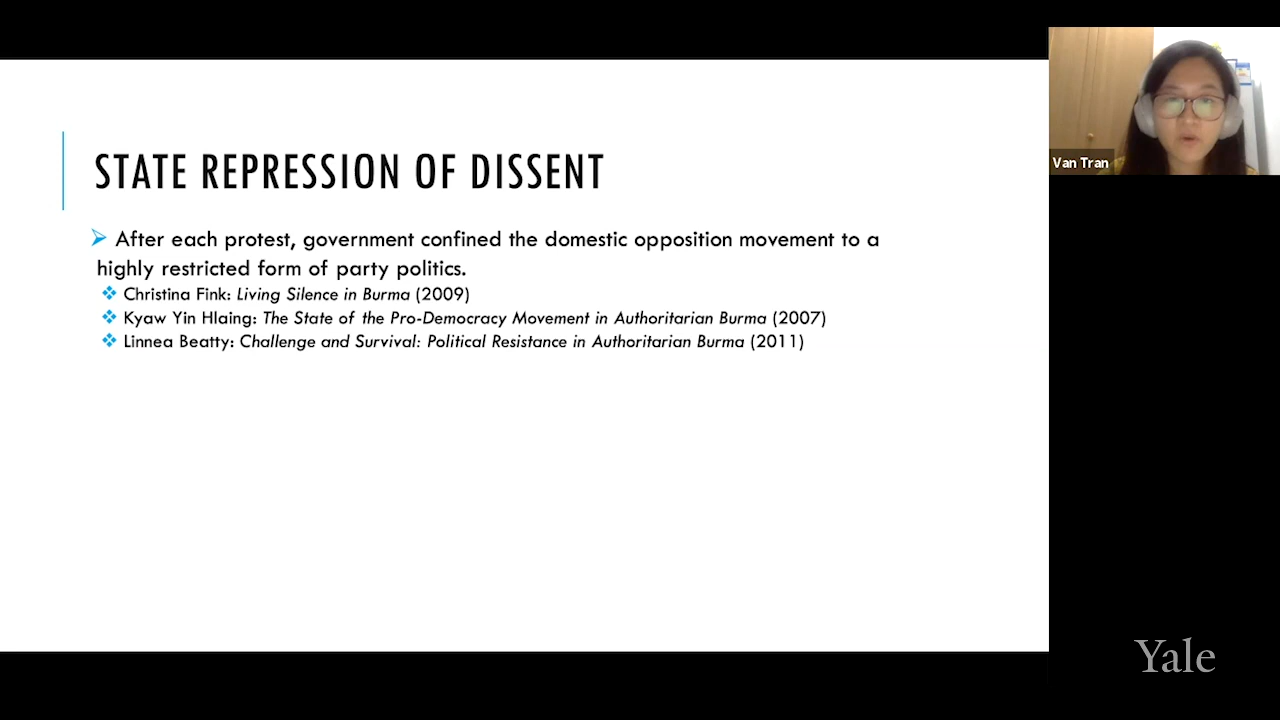 STATE REPRESSION OF DISSENT
➢ After each protest, government confined the domestic opposition movement to a
highly restricted form of party politics.
❖ Christina Fink: Living Silence in Burma (2009)
❖ Kyaw Yin Hlaing: The State of the Pro-Democracy Movement in Authoritarian Burma (2007)
❖ Linnea Beatty: Challenge and Survival: Political Resistance in Authoritarian Burma (2011)
Van Tran
Yale